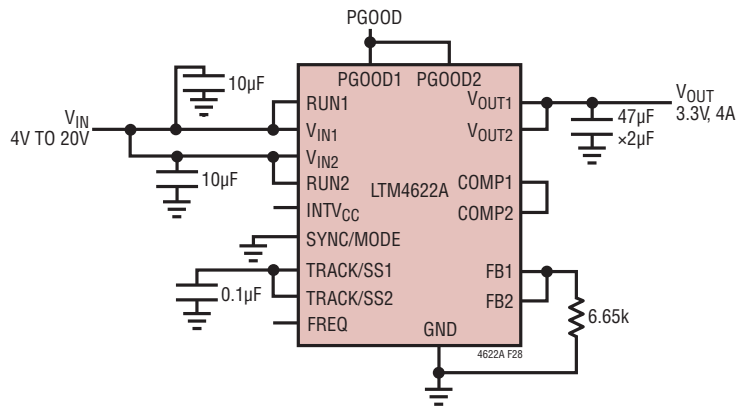 PGOOD
PGOOD1 PGOOD2
10µF
RUN1
VIN
4V TO 20V
VIN1
VIN2
10µF
RUN2
INTVCC
SYNC/MODE
TRACK/SS1
0.1µF
TRACK/SS2
FREQ
LTM4622A
GND
VOUT1
VOUT2
COMP1
COMP2
FB1
FB2
VOUT
3.3V, 4A
47µF
×2µF
6.65k
4622A F28